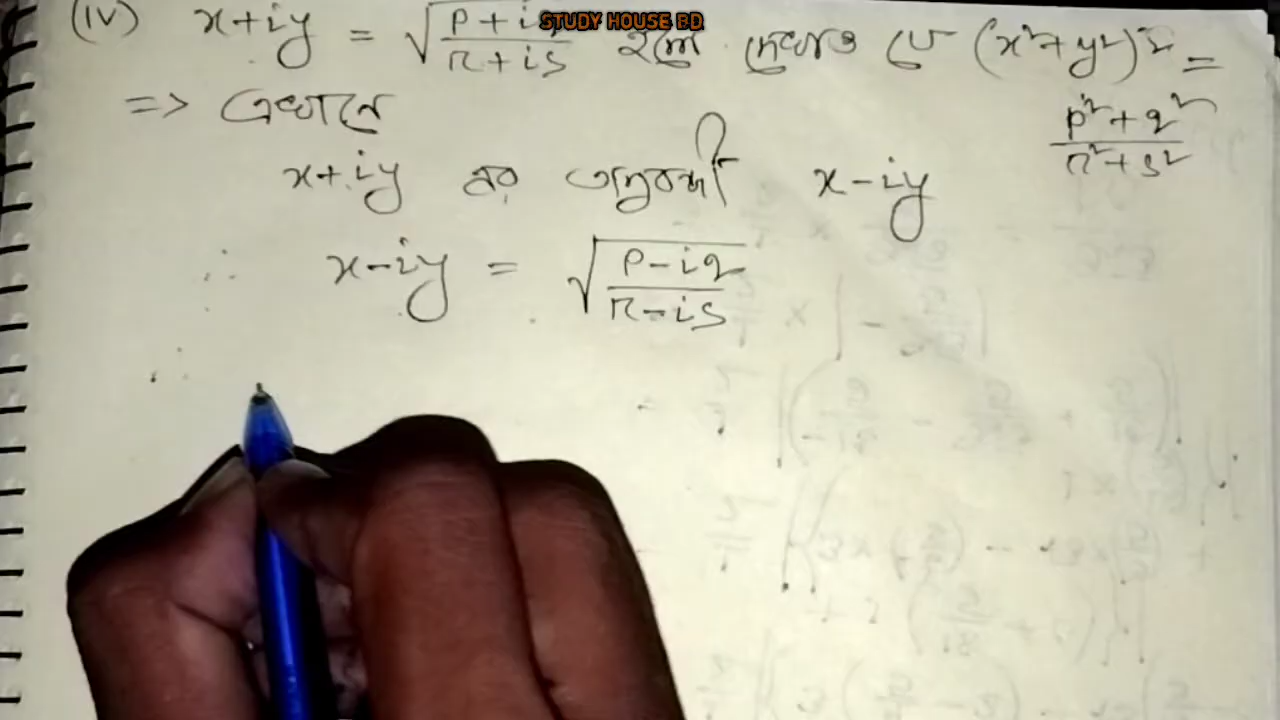 STUDY HOUSE BD
(iv) x+iy = √(p+i / r+is) হলে দেখাও যে (x²+y²)² = (p²+q²) / (r²+s²)
=> এখানে
x+iy এর অনুবন্ধী x-iy
∴ x-iy = √(p-iq / r-is)